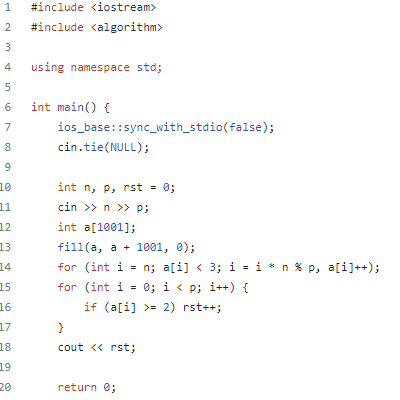 1 #include <iostream>
2 #include <algorithm>
3
4 using namespace std;
5
6 int main() {
7     ios_base::sync_with_stdio(false);
8     cin.tie(NULL);
9
10     int n, p, rst = 0;
11     cin >> n >> p;
12     int a[1001];
13     fill(a, a + 1001, 0);
14     for (int i = n; a[i] < 3; i = i * n % p, a[i]++);
15     for (int i = 0; i < p; i++) {
16         if (a[i] >= 2) rst++;
17     }
18     cout << rst;
19
20     return 0;